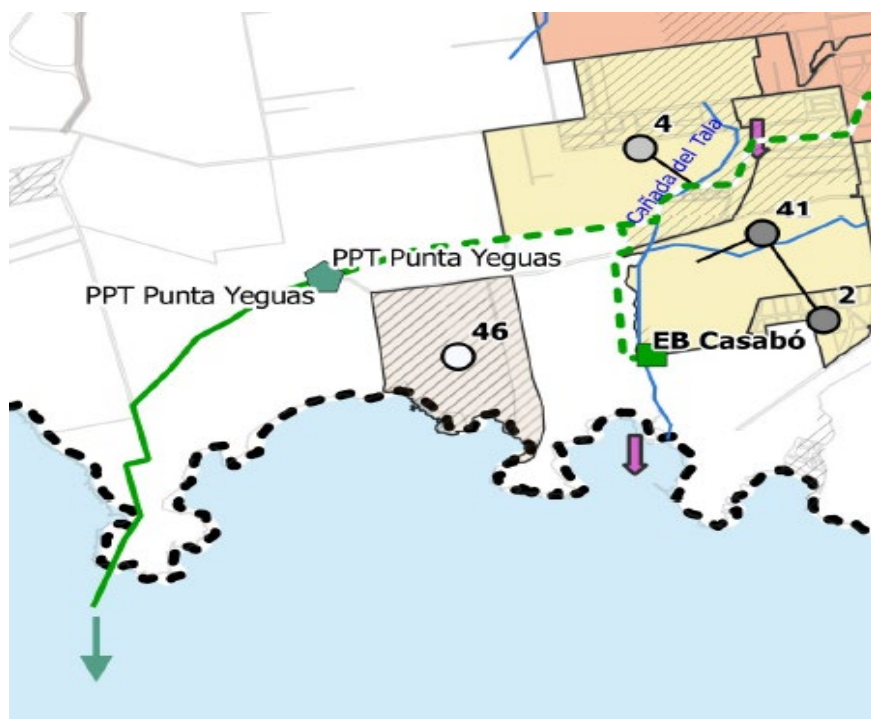 4
Cañada del Tala
41
PPT Punta Yeguas
PPT Punta Yeguas
2
46
EB Casabó